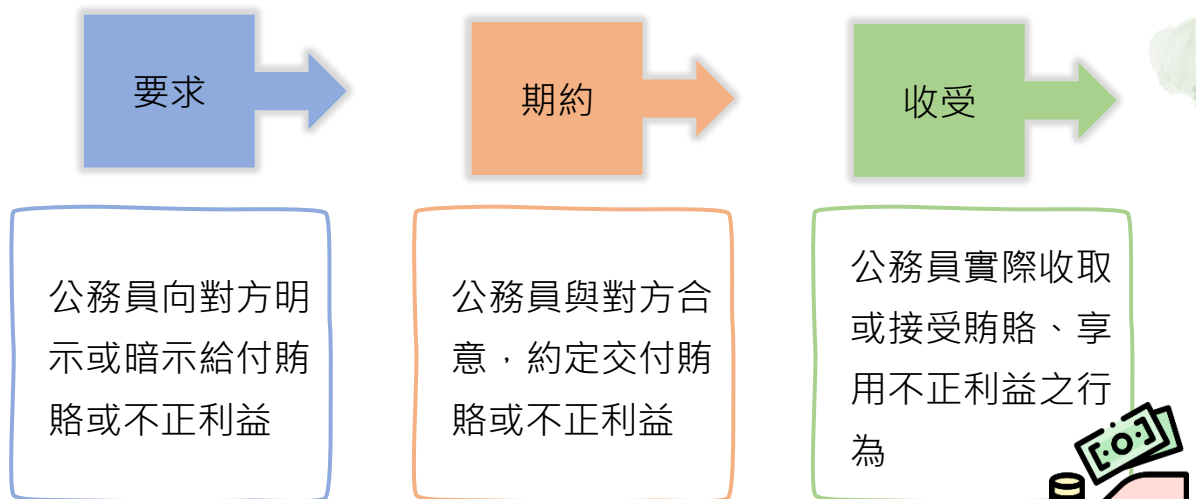 要求
期約
收受
公務員向對方明
示或暗示給付賄
賂或不正利益
公務員與對方合
意，約定交付賄
賂或不正利益
公務員實際收取
或接受賄賂、享
用不正利益之行
為